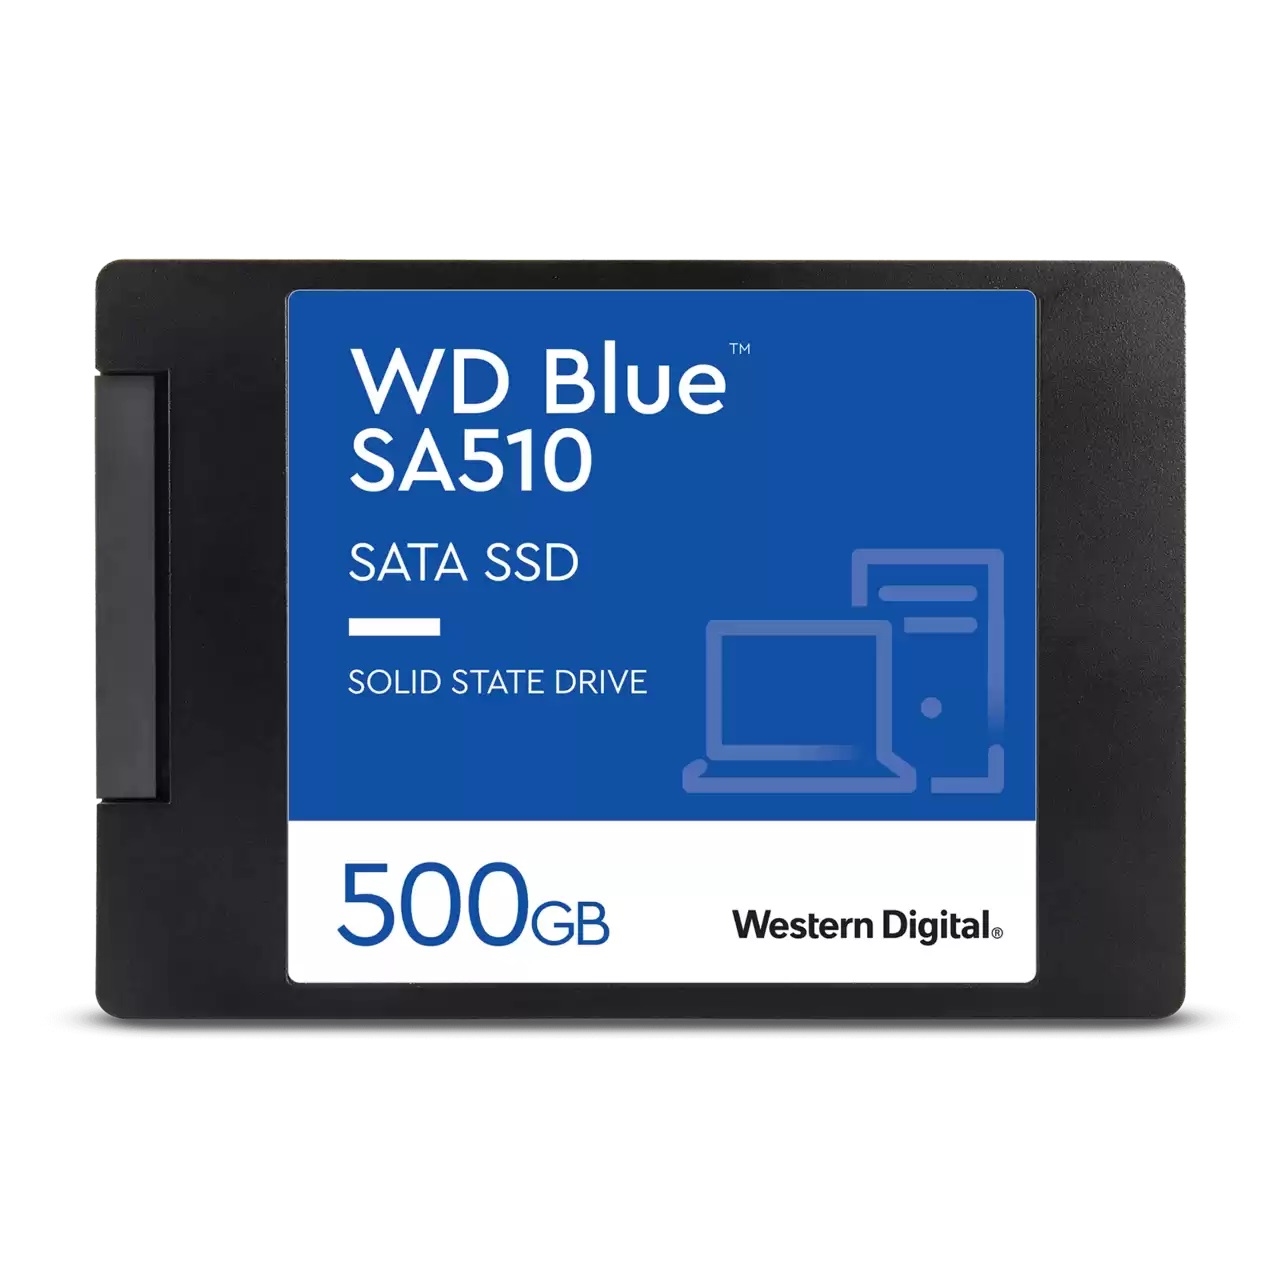 WD Blue™
SA510
SATA SSD
SOLID STATE DRIVE
500GB
Western Digital®